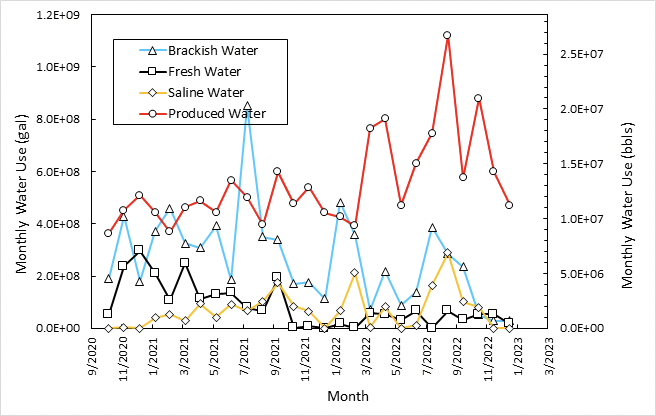 1.2E+09
1.0E+09
8.0E+08
6.0E+08
4.0E+08
2.0E+08
0.0E+00
Monthly Water Use (gal)
Brackish Water
Fresh Water
Saline Water
Produced Water
2.5E+07
2.0E+07
1.5E+07
1.0E+07
5.0E+06
0.0E+00
Monthly Water Use (bbls)
9/2020
11/2020
1/2021
3/2021
5/2021
7/2021
9/2021
11/2021
1/2022
3/2022
5/2022
7/2022
9/2022
11/2022
1/2023
3/2023
Month